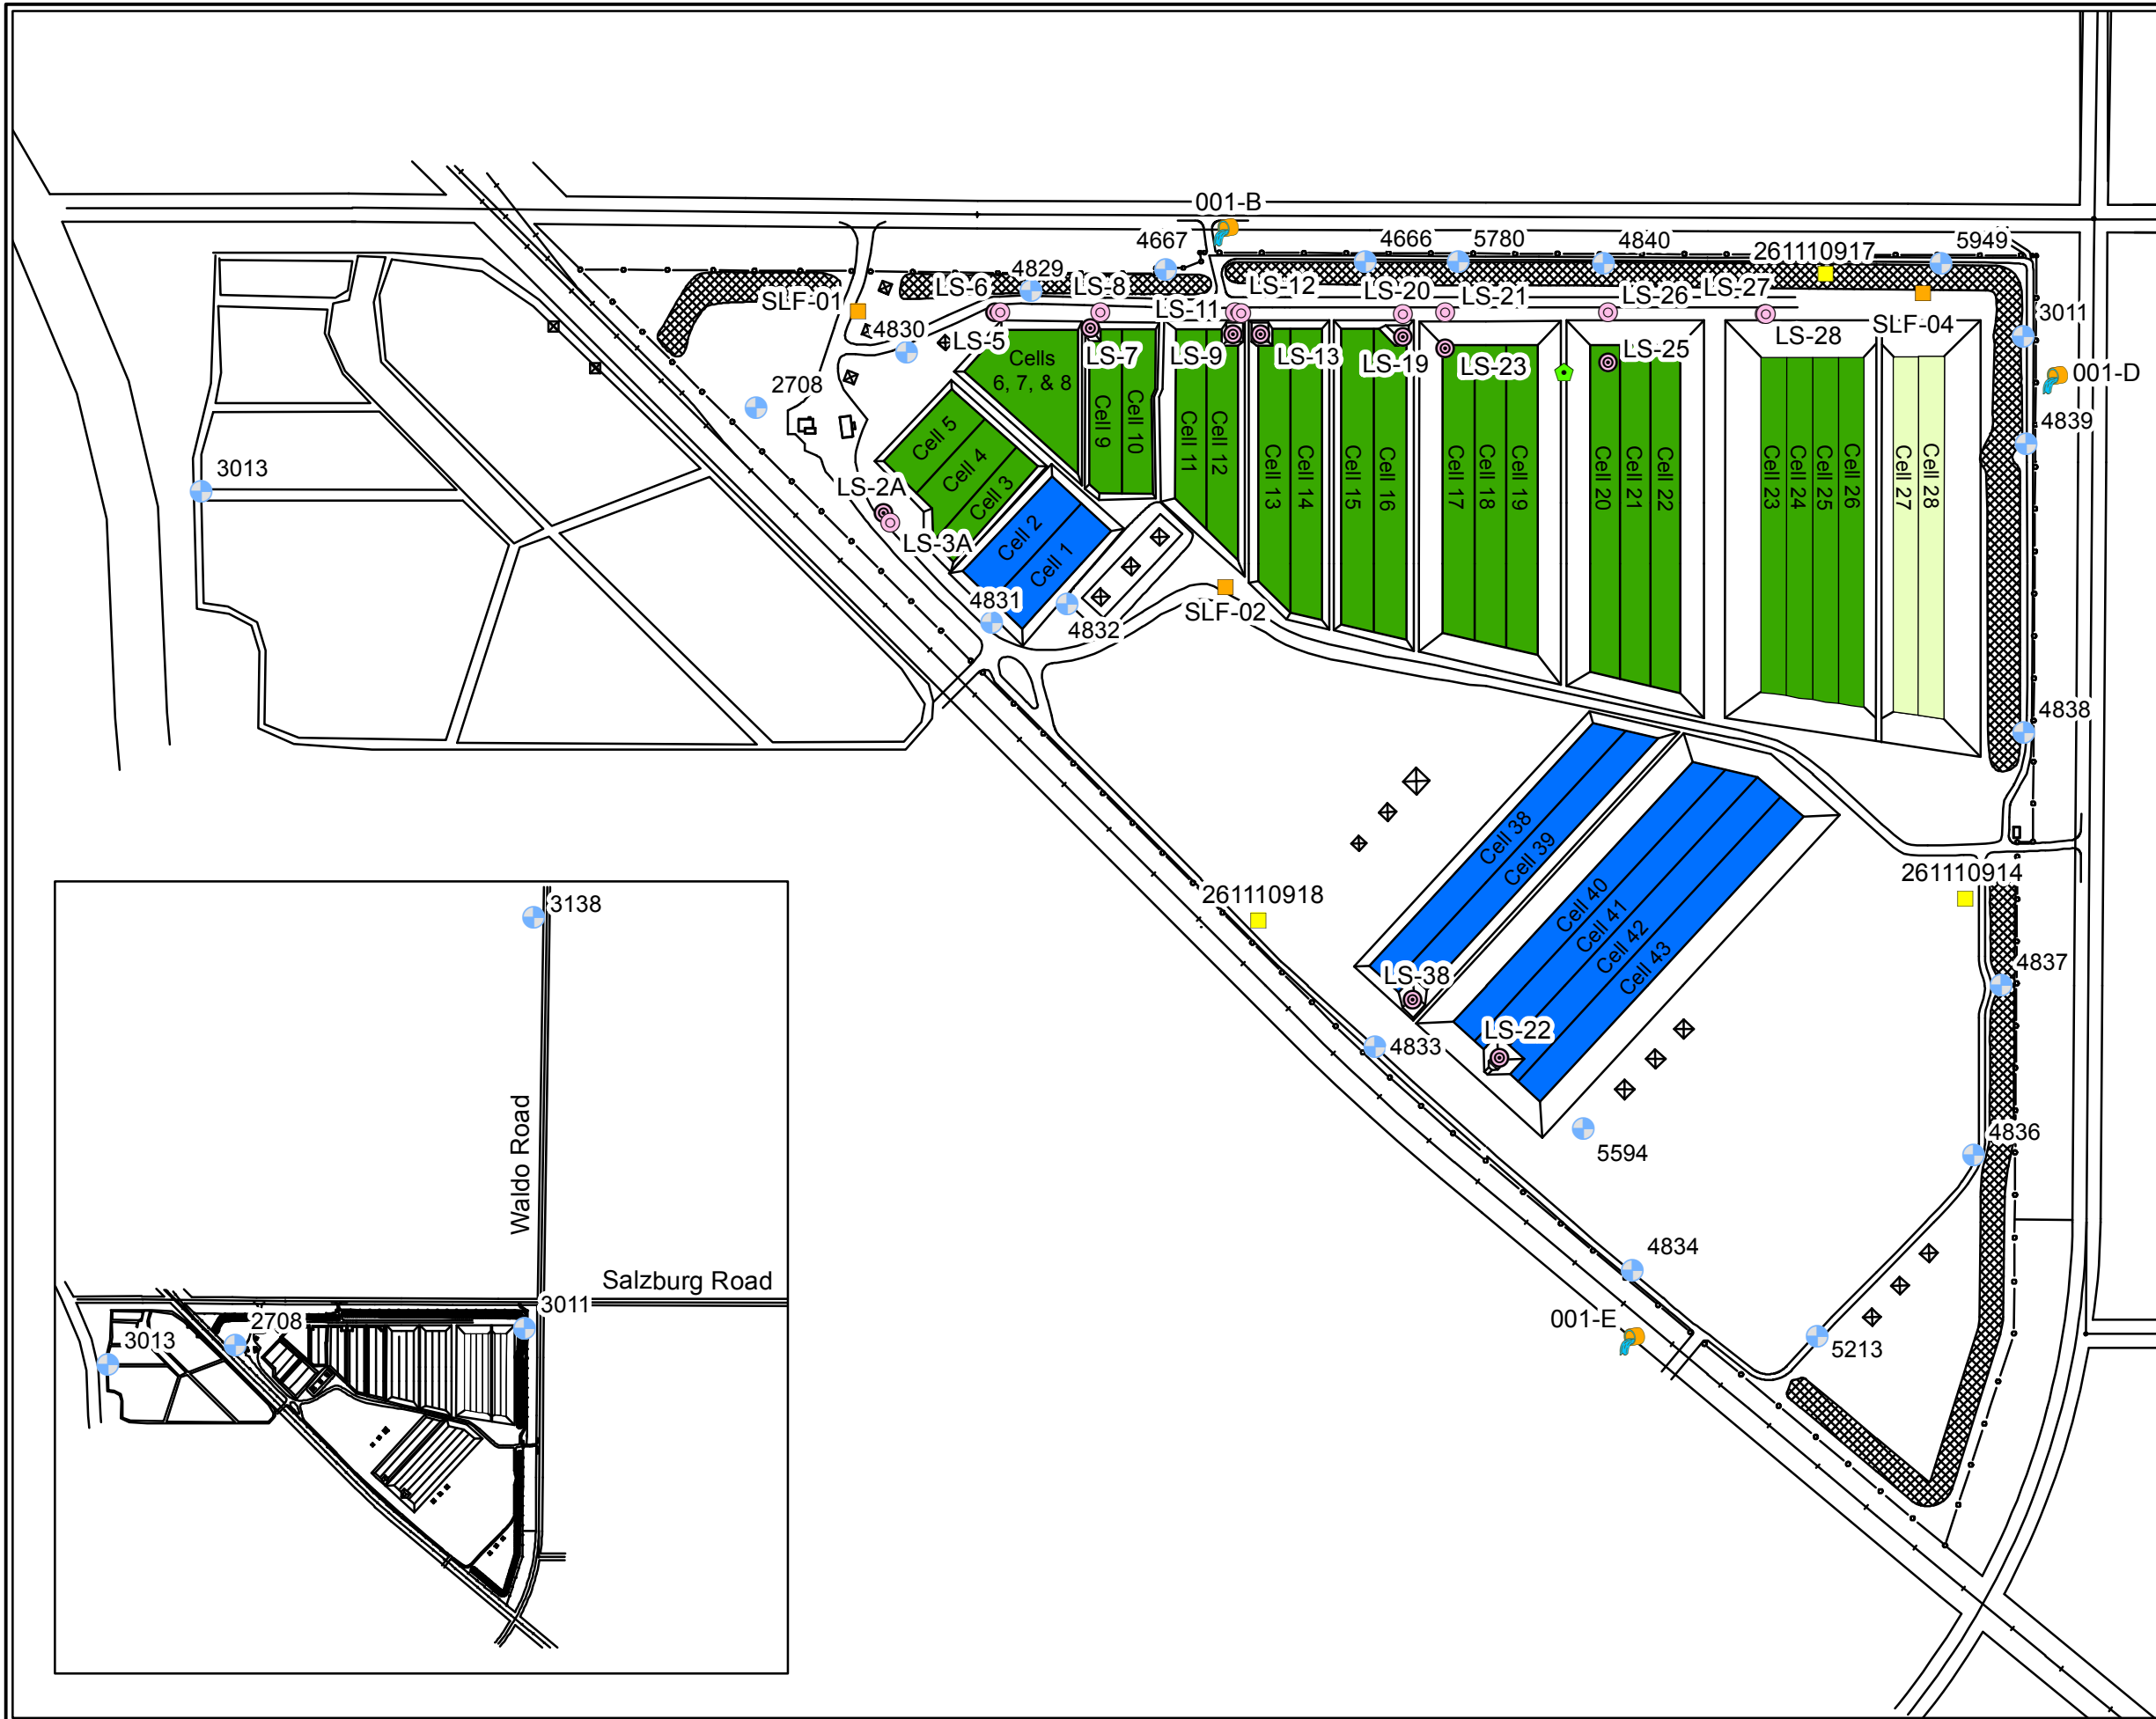 001-B
4667
4666
5780
4840
261110917
5949
4829
LS-6
LS-8
LS-11
LS-12
LS-20
LS-21
LS-26
LS-27
SLF-01
4830
LS-5
LS-7
LS-9
LS-13
LS-19
LS-23
LS-25
LS-28
SLF-04
3011
001-D
4839
Cells
6, 7, & 8
2708
3013
Cell 5
Cell 4
Cell 3
Cell 2
Cell 1
Cell 9
Cell 10
Cell 11
Cell 12
Cell 13
Cell 14
Cell 15
Cell 16
Cell 17
Cell 18
Cell 19
Cell 20
Cell 21
Cell 22
Cell 23
Cell 24
Cell 25
Cell 26
Cell 27
Cell 28
LS-2A
LS-3A
4831
4832
SLF-02
4838
Cell 38
Cell 39
Cell 40
Cell 41
Cell 42
Cell 43
261110914
261110918
LS-38
LS-22
4837
4833
4836
5594
4834
001-E
5213
3138
Waldo Road
Salzburg Road
3011
2708
3013